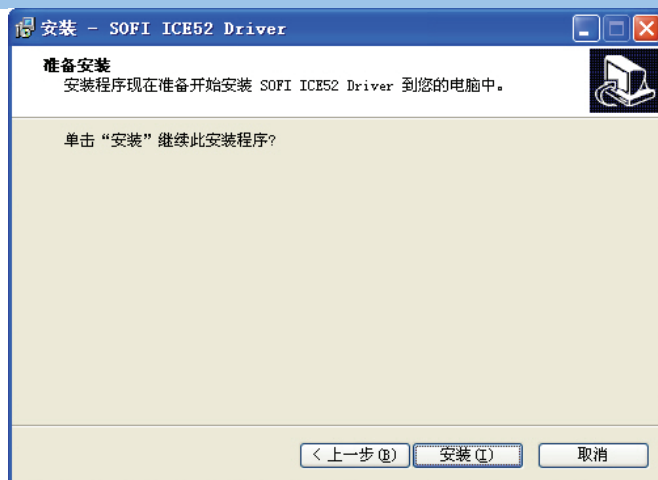 安装 - SOFI ICE52 Driver
准备安装
安装程序现在准备开始安装 SOFI ICE52 Driver 到您的电脑中。
单击“安装”继续此安装程序?
< 上一步(B) 安装(I) 取消